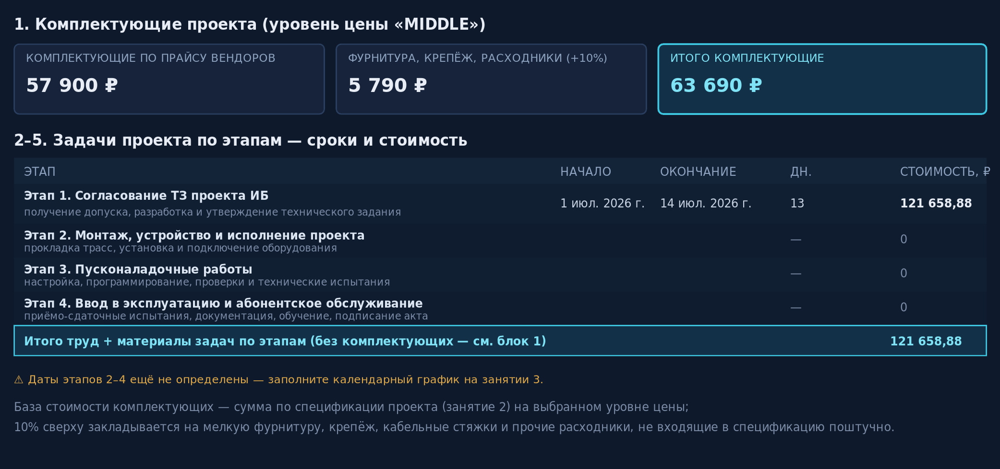 1. Комплектующие проекта (уровень цены «MIDDLE»)
КОМПЛЕКТУЮЩИЕ ПО ПРАЙСУ ВЕНДОРОВ
57 900 ₽
ФУРНИТУРА, КРЕПЁЖ, РАСХОДНИКИ (+10%)
5 790 ₽
ИТОГО КОМПЛЕКТУЮЩИЕ
63 690 ₽
2–5. Задачи проекта по этапам — сроки и стоимость
ЭТАП НАЧАЛО ОКОНЧАНИЕ ДН. СТОИМОСТЬ, ₽
Этап 1. Согласование ТЗ проекта ИБ
получение допуска, разработка и утверждение технического задания
1 июл. 2026 г. 14 июл. 2026 г. 13 121 658,88
Этап 2. Монтаж, устройство и исполнение проекта
прокладка трасс, установка и подключение оборудования
— 0
Этап 3. Пусконаладочные работы
настройка, программирование, проверки и технические испытания
— 0
Этап 4. Ввод в эксплуатацию и абонентское обслуживание
приёмо-сдаточные испытания, документация, обучение, подписание акта
— 0
Итого труд + материалы задач по этапам (без комплектующих — см. блок 1) 121 658,88
⚠ Даты этапов 2–4 ещё не определены — заполните календарный график на занятии 3.
База стоимости комплектующих — сумма по спецификации проекта (занятие 2) на выбранном уровне цены;
10% сверху закладывается на мелкую фурнитуру, крепёж, кабельные стяжки и прочие расходники, не входящие в спецификацию поштучно.